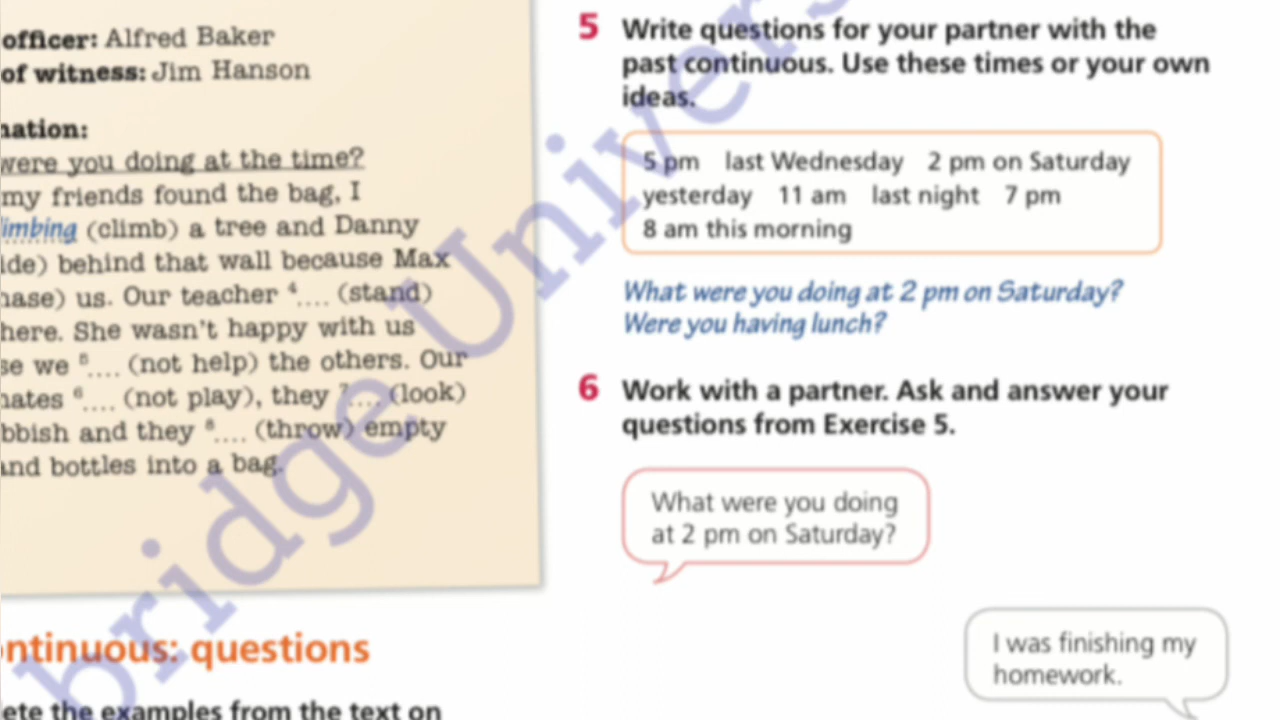 officer: Alfred Baker
of witness: Jim Hanson
nation:
were you doing at the time?
my friends found the bag, I
limbing (climb) a tree and Danny
ide) behind that wall because Max
hase) us. Our teacher 4.... (stand)
here. She wasn't happy with us
se we 5.... (not help) the others. Our
nates 6.... (not play), they 7.... (look)
bbish and they 8.... (throw) empty
and bottles into a bag.
ontinuous: questions
ete the examples from the text on
5 Write questions for your partner with the
past continuous. Use these times or your own
ideas.
5 pm last Wednesday 2 pm on Saturday
yesterday 11 am last night 7 pm
8 am this morning
What were you doing at 2 pm on Saturday?
Were you having lunch?
6 Work with a partner. Ask and answer your
questions from Exercise 5.
What were you doing
at 2 pm on Saturday?
I was finishing my
homework.
bridge Univers